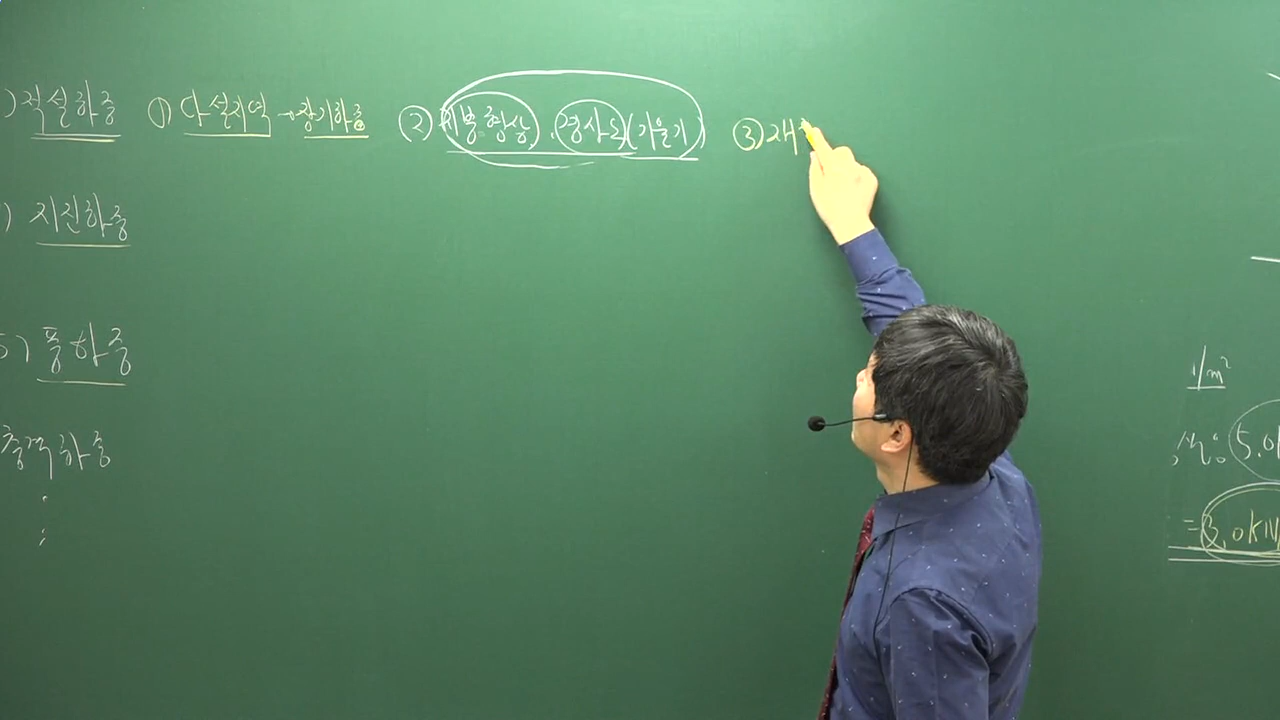 )적설하중 ① 다설지역→장기하중 ② 지붕형상, 경사도(기울기) ③재
) 지진하중
5) 풍하중
1/m²
충격하중
5.0k
=3.0kN/